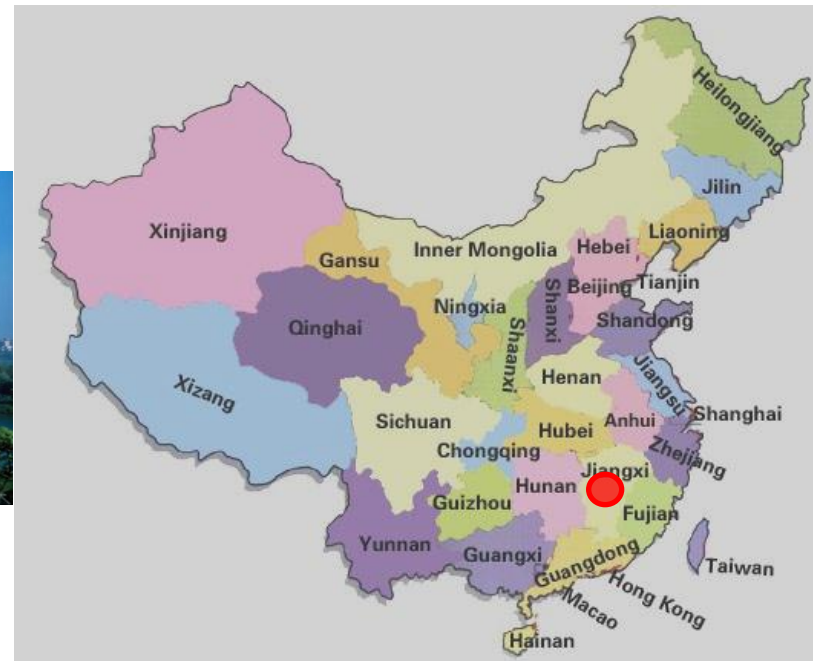 Heilongjiang
Jilin
Liaoning
Xinjiang
Inner Mongolia
Hebei
Gansu
Beijing
Tianjin
Ningxia
Shanxi
Shaanxi
Shandong
Qinghai
Xizang
Henan
Jiangsu
Sichuan
Anhui
Shanghai
Hubei
Chongqing
Zhejiang
Jiangxi
Hunan
Guizhou
Fujian
Yunnan
Guangxi
Guangdong
Taiwan
Hong Kong
Macao
Hainan